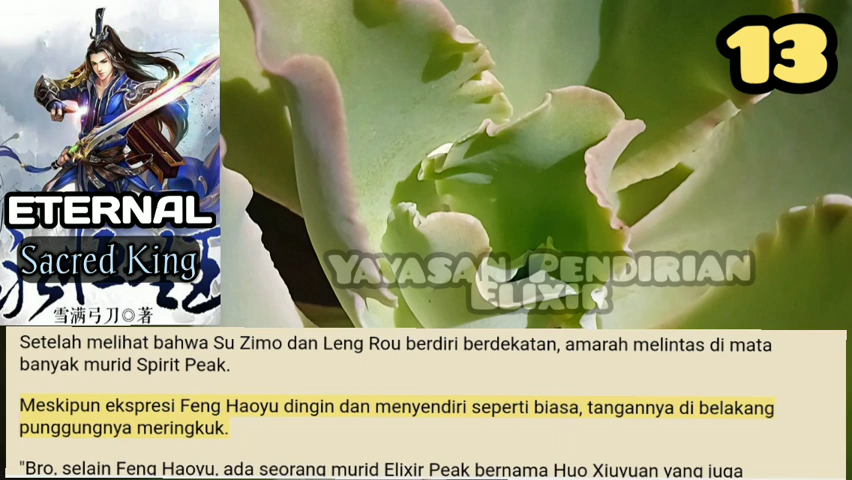 13
ETERNAL
Sacred King
雪满弓刀◎著
YAYASAN PENDIRIAN
ELIXIR
Setelah melihat bahwa Su Zimo dan Leng Rou berdiri berdekatan, amarah melintas di mata
banyak murid Spirit Peak.
Meskipun ekspresi Feng Haoyu dingin dan menyendiri seperti biasa, tangannya di belakang
punggungnya meringkuk.
"Bro, selain Feng Haoyu, ada seorang murid Elixir Peak bernama Huo Xiuyuan yang juga